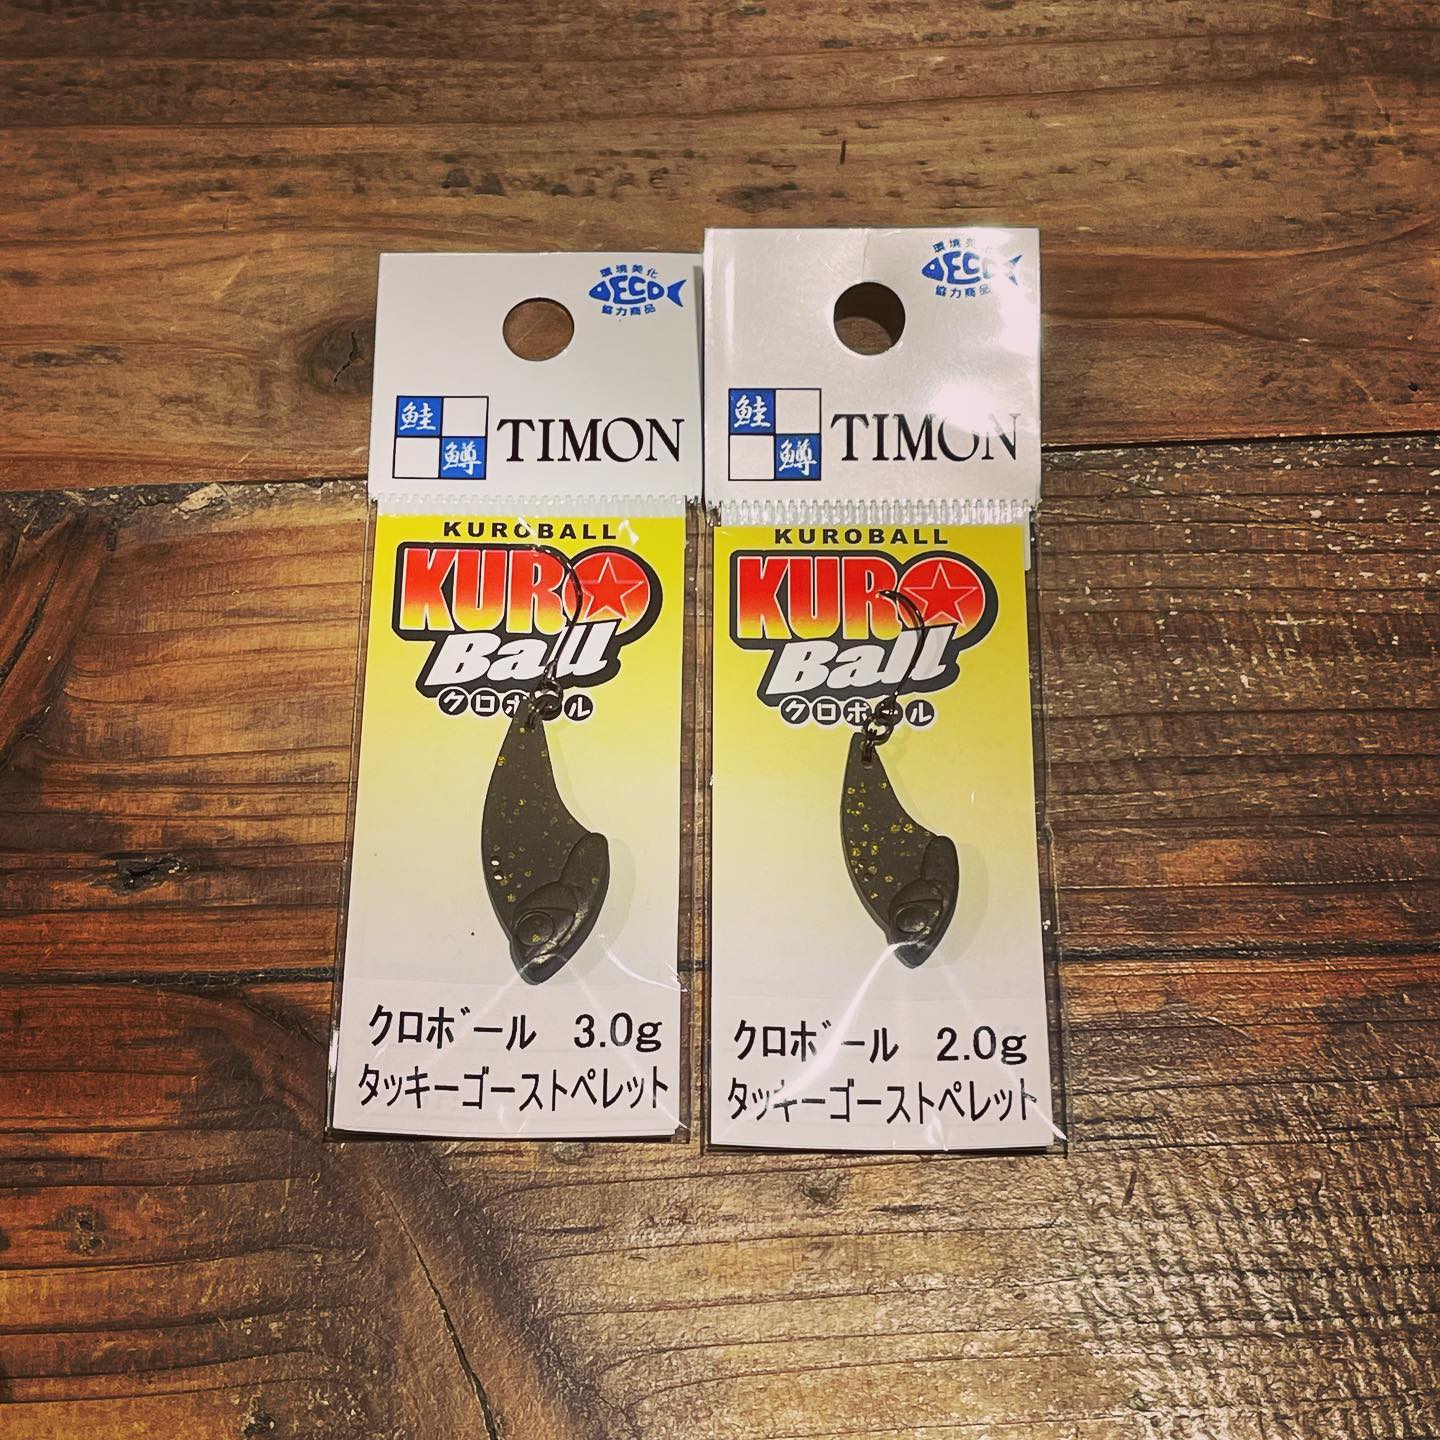 環境美化
ECO
協力商品
鮭
鱒
TIMON
KUROBALL
KURO
Ball
クロボール
クロボール 3.0g
タッキーゴーストペレット
環境美化
ECO
協力商品
鮭
鱒
TIMON
KUROBALL
KURO
Ball
クロボール
クロボール 2.0g
タッキーゴーストペレット